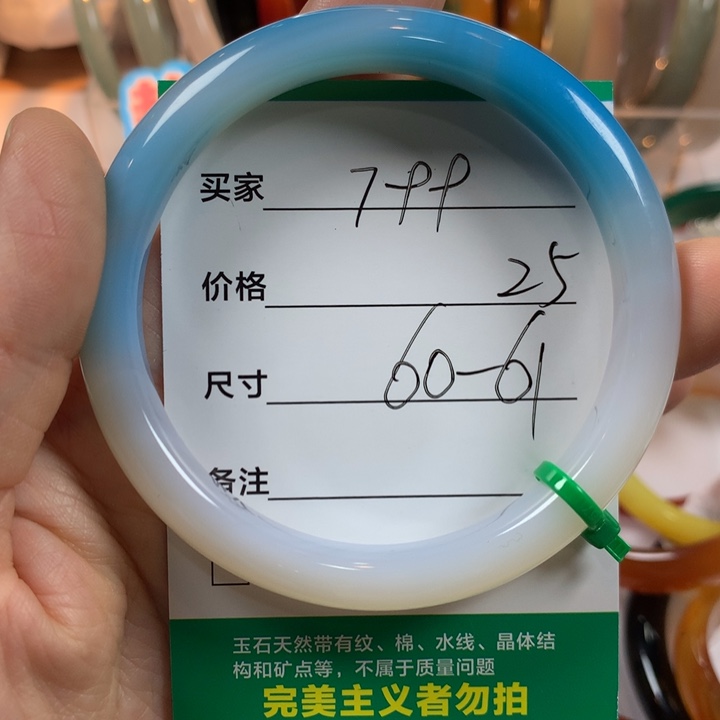 买家 7-PP
价格 25
尺寸 60-61
备注
玉石天然带有纹、棉、水线、晶体结
构和矿点等，不属于质量问题
完美主义者勿拍